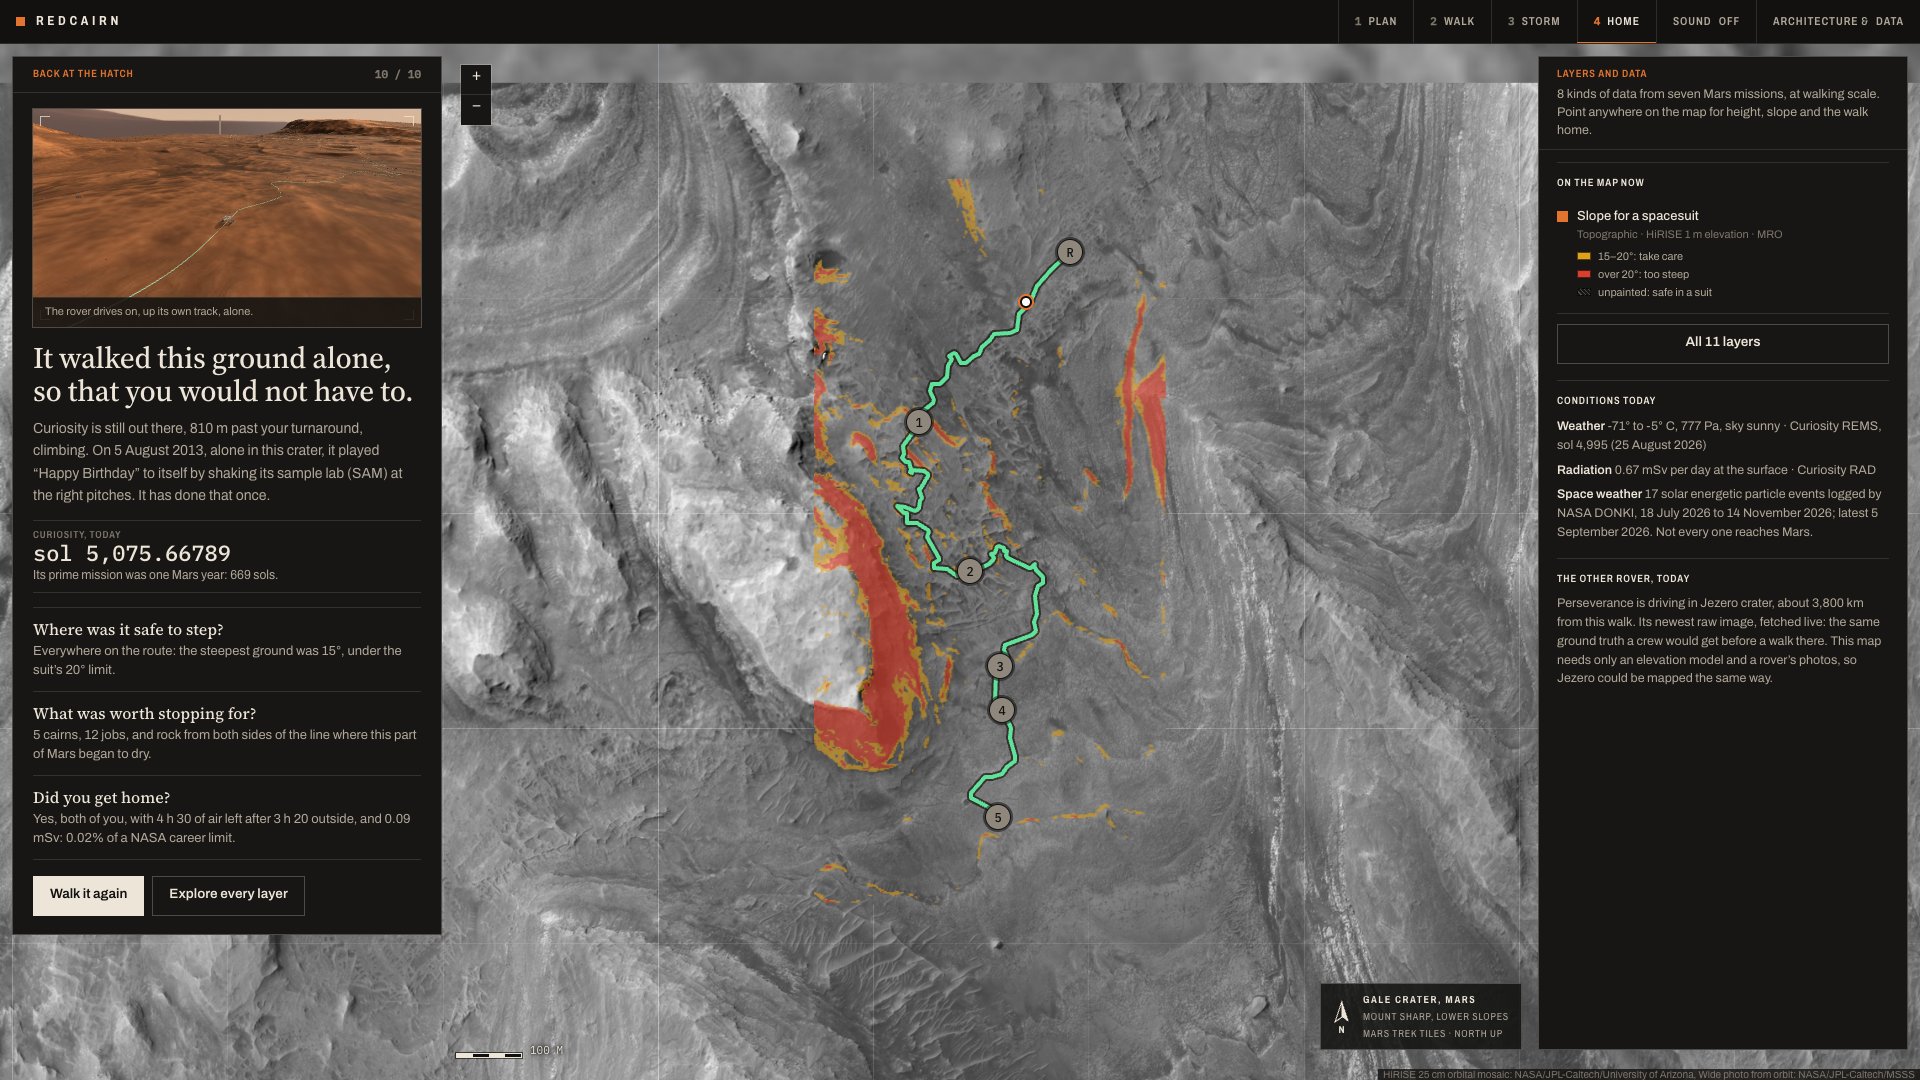 REDCAIRN
1 PLAN
2 WALK
3 STORM
4 HOME
SOUND OFF
ARCHITECTURE & DATA
BACK AT THE HATCH
10 / 10
The rover drives on, up its own track, alone.
It walked this ground alone,
so that you would not have to.
Curiosity is still out there, 810 m past your turnaround,
climbing. On 5 August 2013, alone in this crater, it played
“Happy Birthday” to itself by shaking its sample lab (SAM) at
the right pitches. It has done that once.
CURIOSITY, TODAY
sol 5,075.66789
Its prime mission was one Mars year: 669 sols.
Where was it safe to step?
Everywhere on the route: the steepest ground was 15°, under the
suit’s 20° limit.
What was worth stopping for?
5 cairns, 12 jobs, and rock from both sides of the line where this part
of Mars began to dry.
Did you get home?
Yes, both of you, with 4 h 30 of air left after 3 h 20 outside, and 0.09
mSv: 0.02% of a NASA career limit.
Walk it again
Explore every layer
+
−
R
1
2
3
4
5
100 M
N
GALE CRATER, MARS
MOUNT SHARP, LOWER SLOPES
MARS TREK TILES · NORTH UP
LAYERS AND DATA
8 kinds of data from seven Mars missions, at walking scale.
Point anywhere on the map for height, slope and the walk
home.
ON THE MAP NOW
Slope for a spacesuit
Topographic · HiRISE 1 m elevation · MRO
15–20°: take care
over 20°: too steep
unpainted: safe in a suit
All 11 layers
CONDITIONS TODAY
Weather -71° to -5° C, 777 Pa, sky sunny · Curiosity REMS,
sol 4,995 (25 August 2026)
Radiation 0.67 mSv per day at the surface · Curiosity RAD
Space weather 17 solar energetic particle events logged by
NASA DONKI, 18 July 2026 to 14 November 2026; latest 5
September 2026. Not every one reaches Mars.
THE OTHER ROVER, TODAY
Perseverance is driving in Jezero crater, about 3,800 km
from this walk. Its newest raw image, fetched live: the same
ground truth a crew would get before a walk there. This map
needs only an elevation model and a rover’s photos, so
Jezero could be mapped the same way.
HiRISE 25 cm orbital mosaic: NASA/JPL-Caltech/University of Arizona. Wide photo from orbit: NASA/JPL-Caltech/MSSS